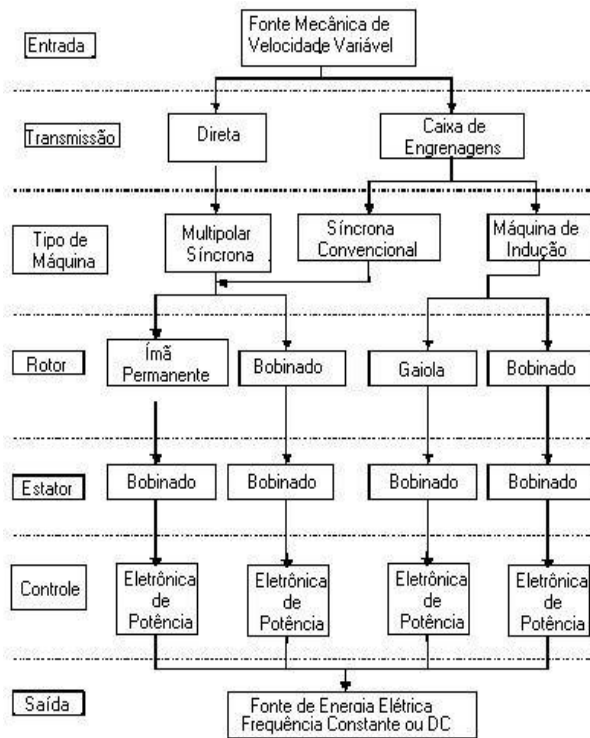 Entrada
Fonte Mecânica de
Velocidade Variável
Transmissão
Direta
Caixa de
Engrenagens
Tipo de
Máquina
Multipolar
Síncrona
Síncrona
Convencional
Máquina de
Indução
Rotor
Ímã
Permanente
Bobinado
Gaiola
Bobinado
Estator
Bobinado
Bobinado
Bobinado
Bobinado
Controle
Eletrônica
de
Potência
Eletrônica
de
Potência
Eletrônica
de
Potência
Eletrônica
de
Potência
Saída
Fonte de Energia Elétrica
Frequência Constante ou DC